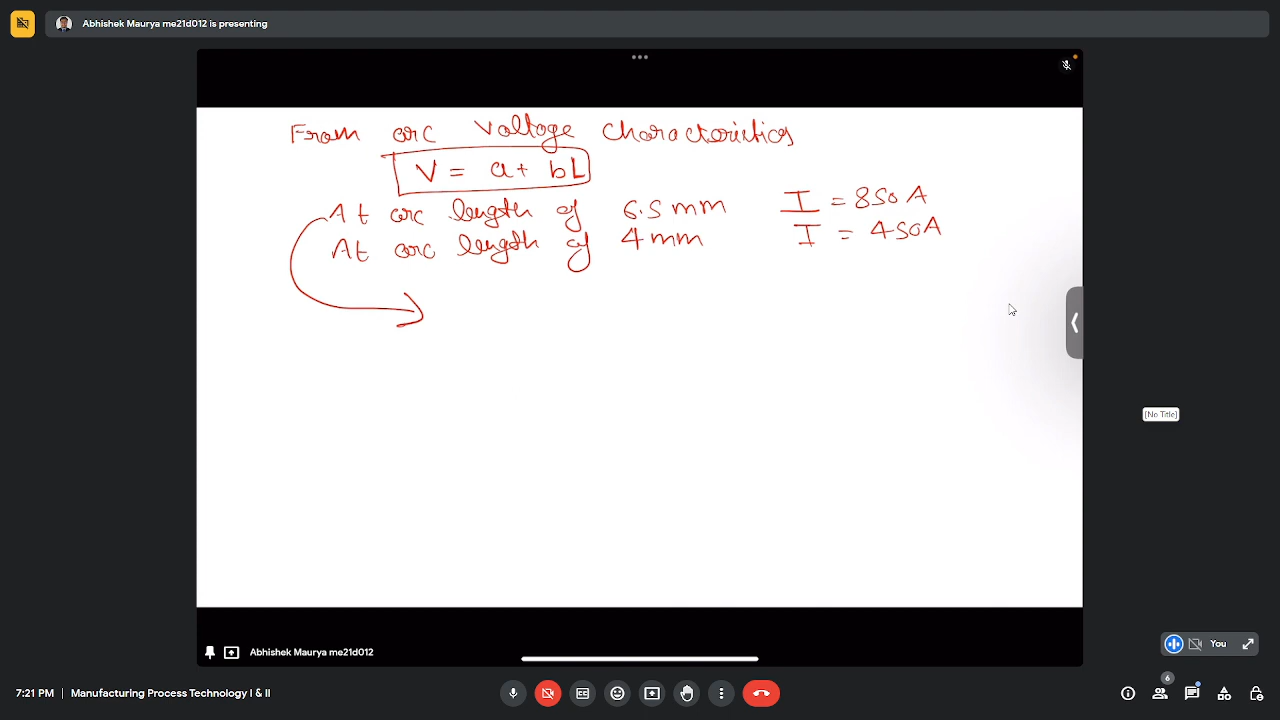 Abhishek Maurya me21d012 is presenting
From arc voltage characteristics
V = a + bL
At arc length of 6.5 mm I = 850 A
At arc length of 4 mm I = 450A
[No Title]
You
Abhishek Maurya me21d012
7:21 PM | Manufacturing Process Technology I & II
6